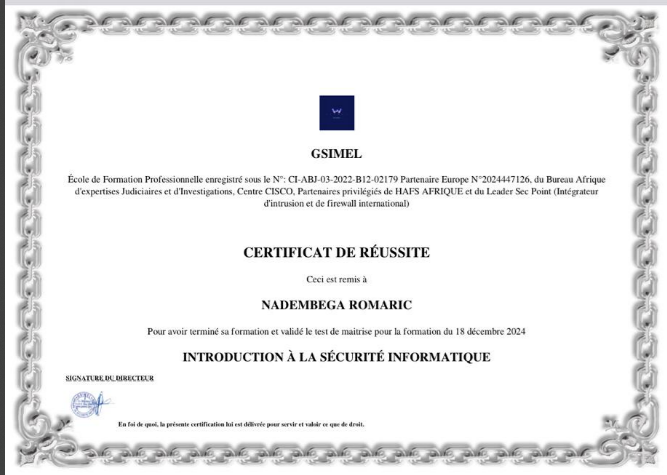 GSIMEL
École de Formation Professionnelle enregistré sous le N°: CI-ABJ-03-2022-B12-02179 Partenaire Europe N°2024447126, du Bureau Afrique
d'expertises Judiciaires et d'Investigations, Centre CISCO, Partenaires privilégiés de HAFS AFRIQUE et du Leader Sec Point (Intégrateur
d'intrusion et de firewall international)
CERTIFICAT DE RÉUSSITE
Ceci est remis à
NADEMBEGA ROMARIC
Pour avoir terminé sa formation et validé le test de maitrise pour la formation du 18 décembre 2024
INTRODUCTION À LA SÉCURITÉ INFORMATIQUE
SIGNATURE DU DIRECTEUR
En foi de quoi, la présente certification lui est délivrée pour servir et valoir ce que de droit.